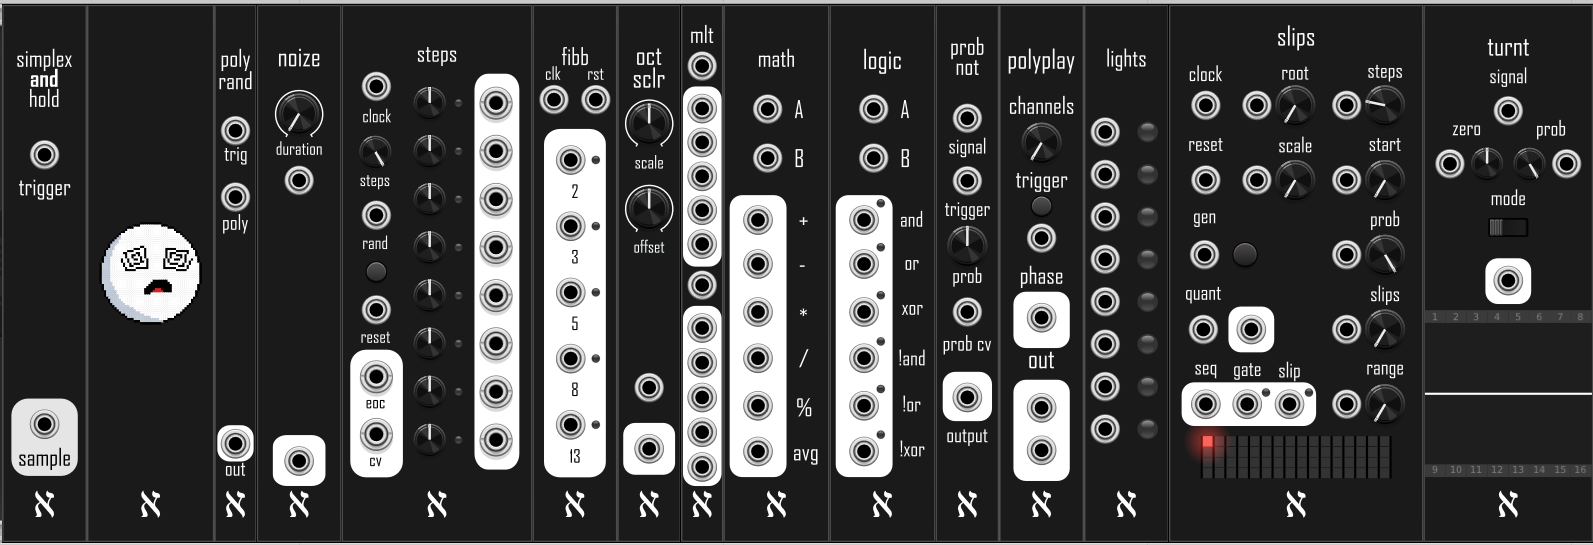 simplex
and
hold
trigger
sample
א
א
poly
rand
trig
poly
out
א
noize
duration
א
steps
clock
steps
rand
reset
eoc
cv
א
fibb
clk rst
2
3
5
8
13
א
oct
sclr
scale
offset
א
mlt
א
math
A
B
+
-
*
/
%
avg
א
logic
A
B
and
or
xor
!and
!or
!xor
א
prob
not
signal
trigger
prob
prob cv
output
א
polyplay
channels
trigger
phase
out
א
lights
א
slips
clock root steps
reset scale start
gen prob
quant slips
seq gate slip range
א
turnt
signal
zero prob
mode
1 2 3 4 5 6 7 8
9 10 11 12 13 14 15 16
א